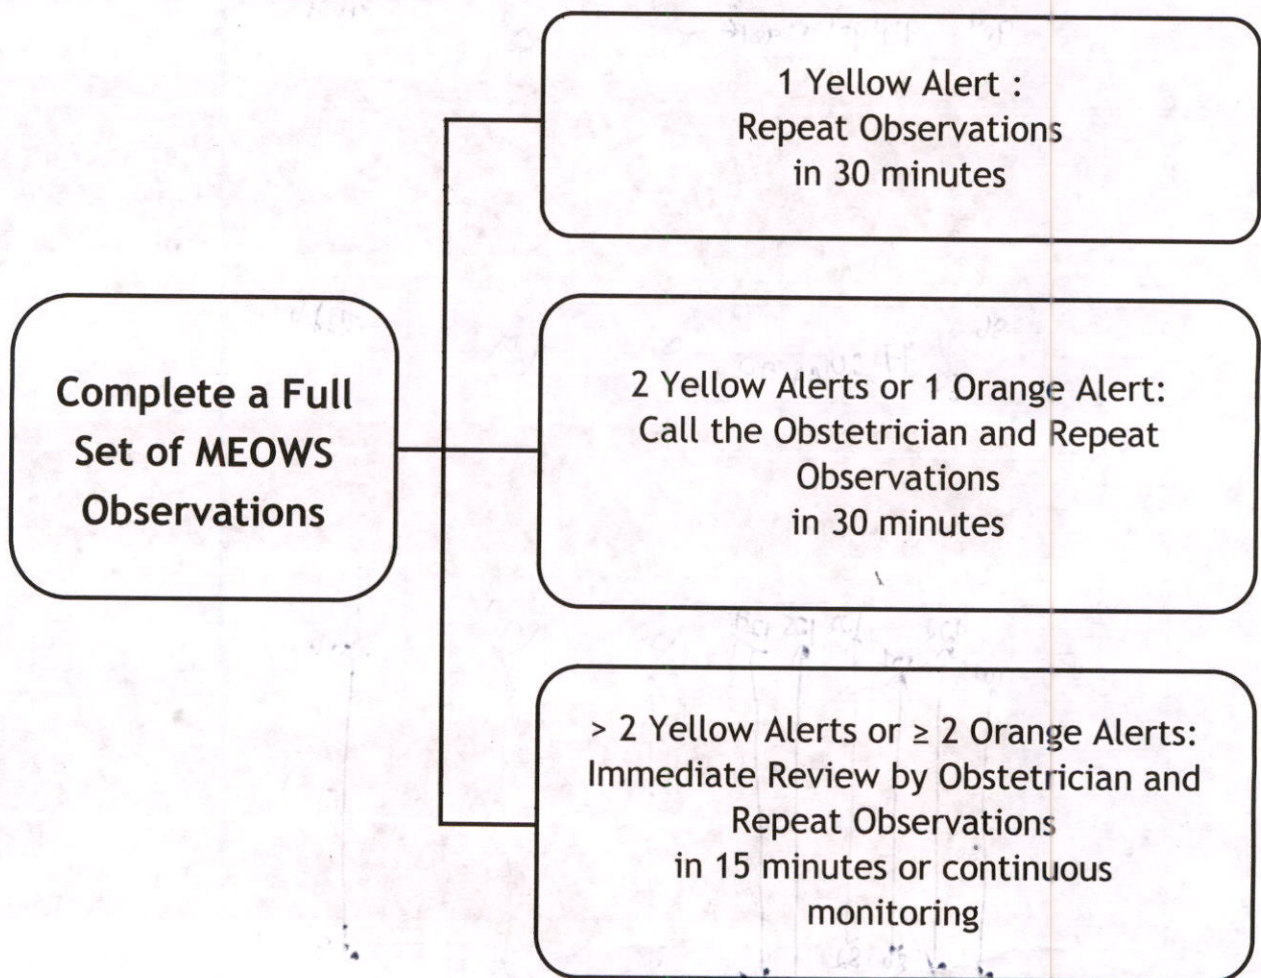 1 Yellow Alert :
Repeat Observations
in 30 minutes
Complete a Full
Set of MEOWS
Observations
2 Yellow Alerts or 1 Orange Alert:
Call the Obstetrician and Repeat
Observations
in 30 minutes
> 2 Yellow Alerts or ≥ 2 Orange Alerts:
Immediate Review by Obstetrician and
Repeat Observations
in 15 minutes or continuous
monitoring